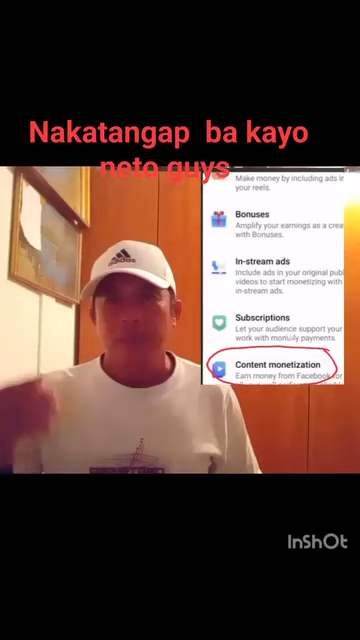 Nakatangap ba kayo
neto guys
Make money by including ads in
your reels.
Bonuses
Amplify your earnings as a crea
with Bonuses.
In-stream ads
Include ads in your original publ
videos to start monetizing with
in-stream ads.
Subscriptions
Let your audience support your
work with monthly payments.
Content monetization
Earn money from Facebook for
adidas
InShOt